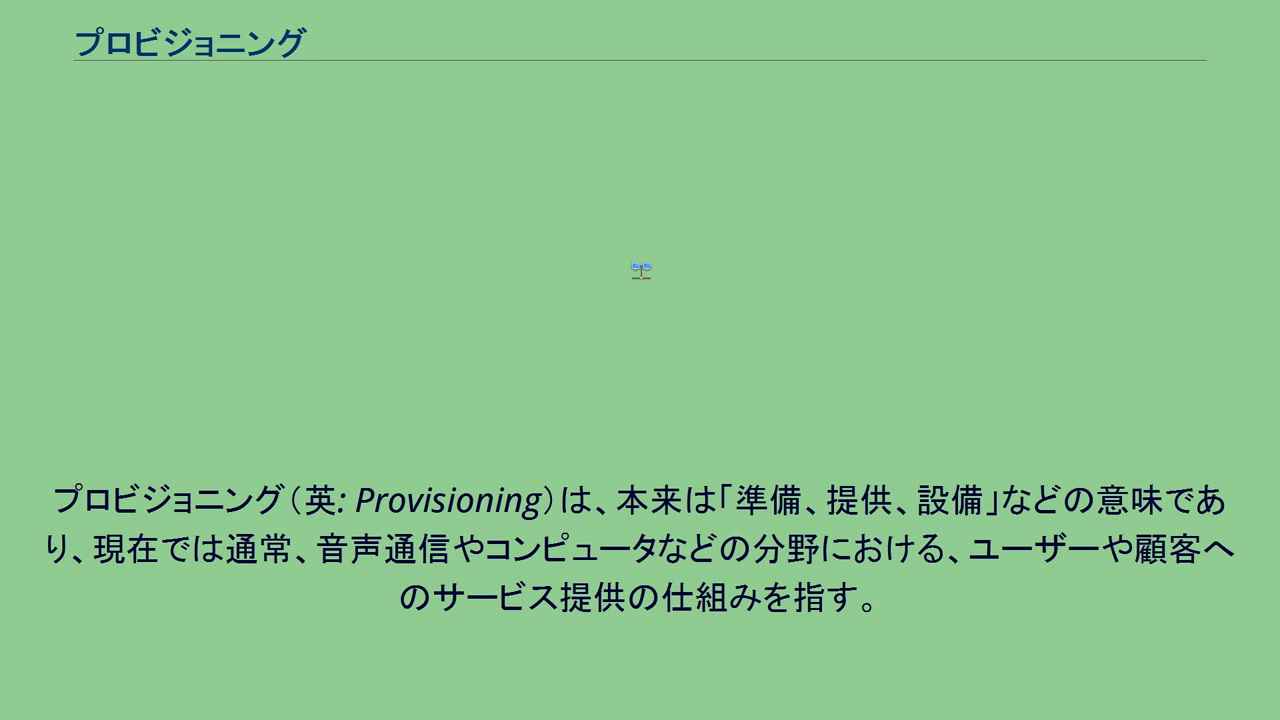 プロビジョニング
プロビジョニング（英: Provisioning）は、本来は「準備、提供、設備」などの意味であ
り、現在では通常、音声通信やコンピュータなどの分野における、ユーザーや顧客へ
のサービス提供の仕組みを指す。